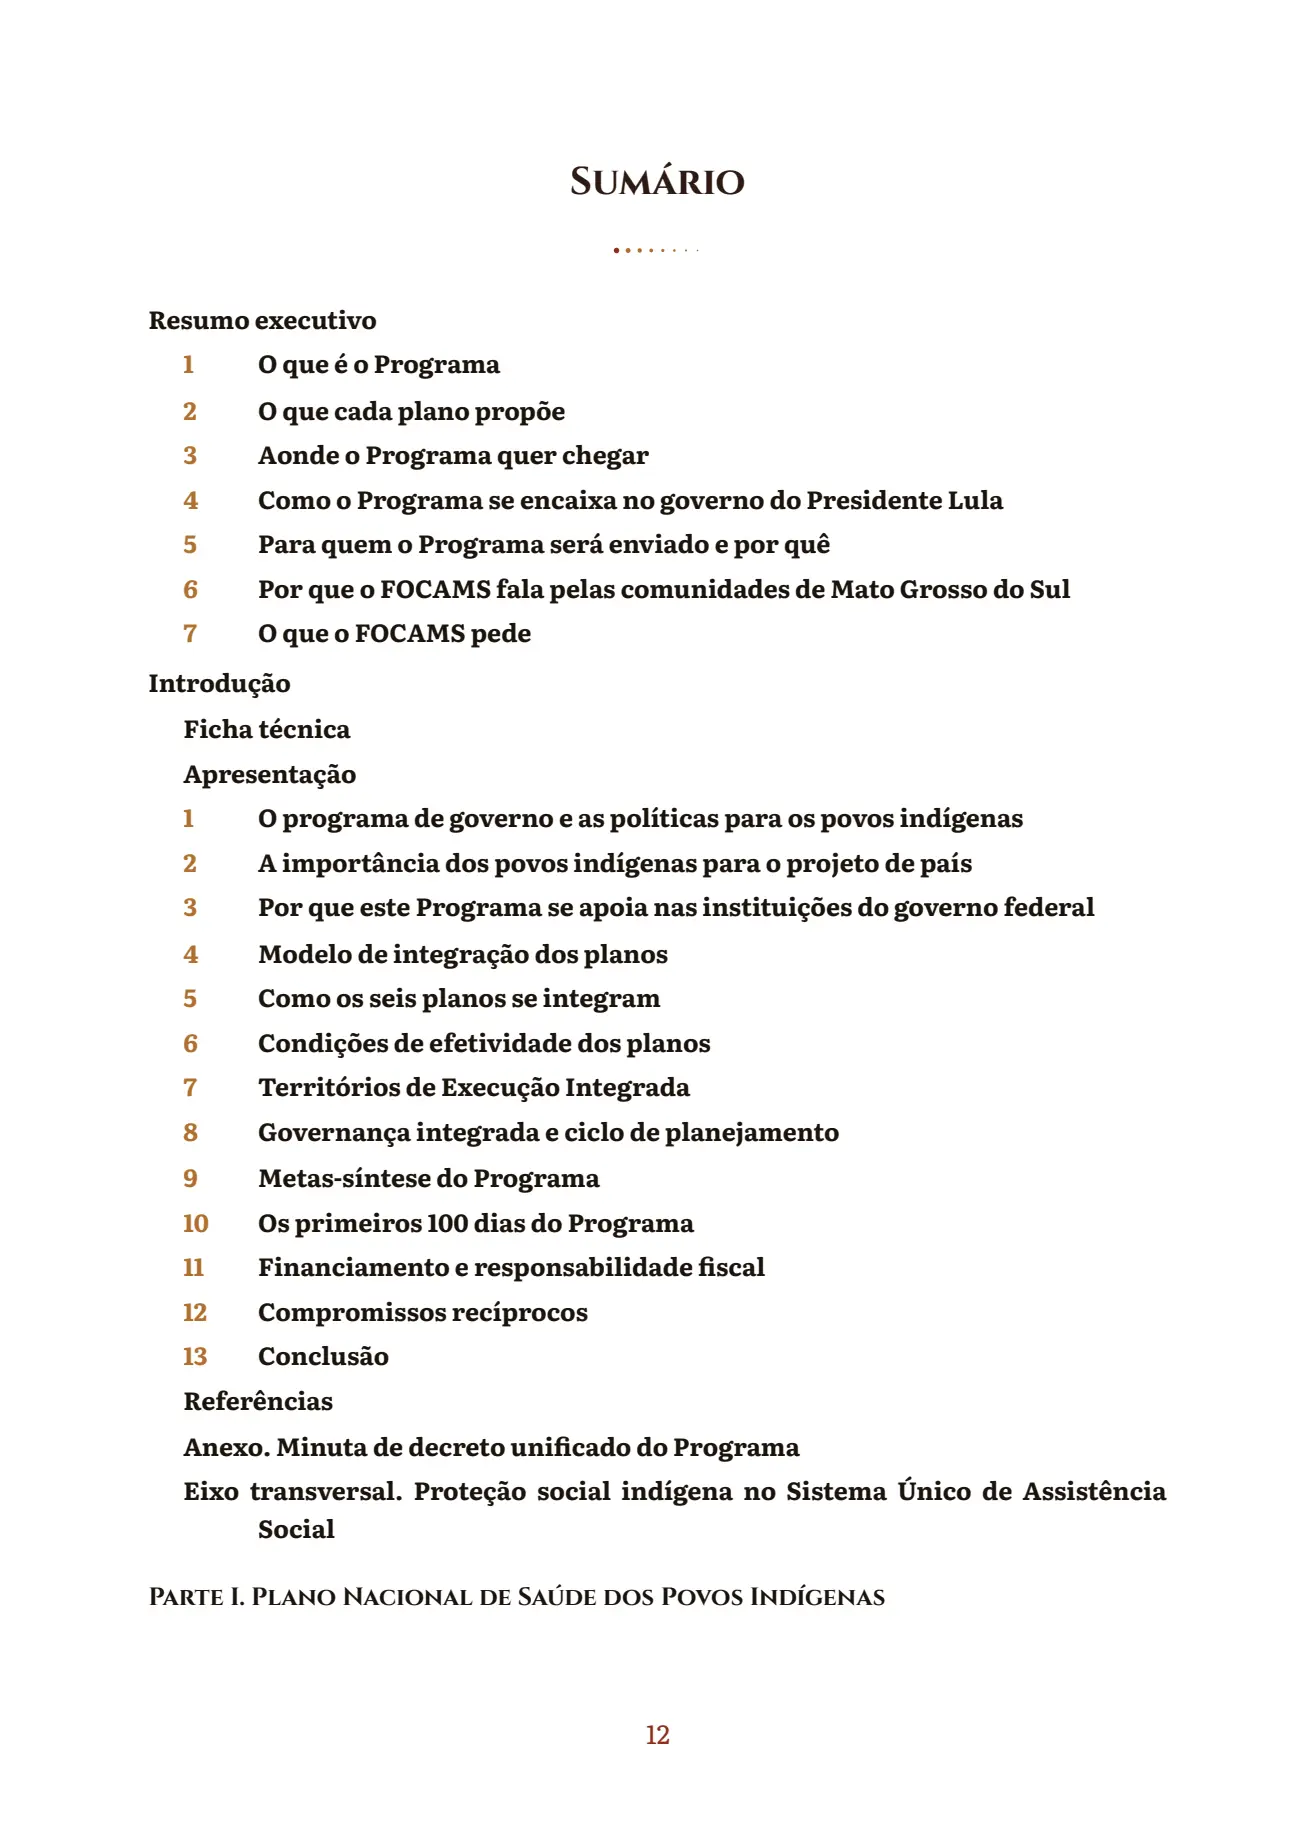 Sumário
Resumo executivo
1 O que é o Programa
2 O que cada plano propõe
3 Aonde o Programa quer chegar
4 Como o Programa se encaixa no governo do Presidente Lula
5 Para quem o Programa será enviado e por quê
6 Por que o FOCAMS fala pelas comunidades de Mato Grosso do Sul
7 O que o FOCAMS pede
Introdução
Ficha técnica
Apresentação
1 O programa de governo e as políticas para os povos indígenas
2 A importância dos povos indígenas para o projeto de país
3 Por que este Programa se apoia nas instituições do governo federal
4 Modelo de integração dos planos
5 Como os seis planos se integram
6 Condições de efetividade dos planos
7 Territórios de Execução Integrada
8 Governança integrada e ciclo de planejamento
9 Metas-síntese do Programa
10 Os primeiros 100 dias do Programa
11 Financiamento e responsabilidade fiscal
12 Compromissos recíprocos
13 Conclusão
Referências
Anexo. Minuta de decreto unificado do Programa
Eixo transversal. Proteção social indígena no Sistema Único de Assistência
Social
Parte I. Plano Nacional de Saúde dos Povos Indígenas
12